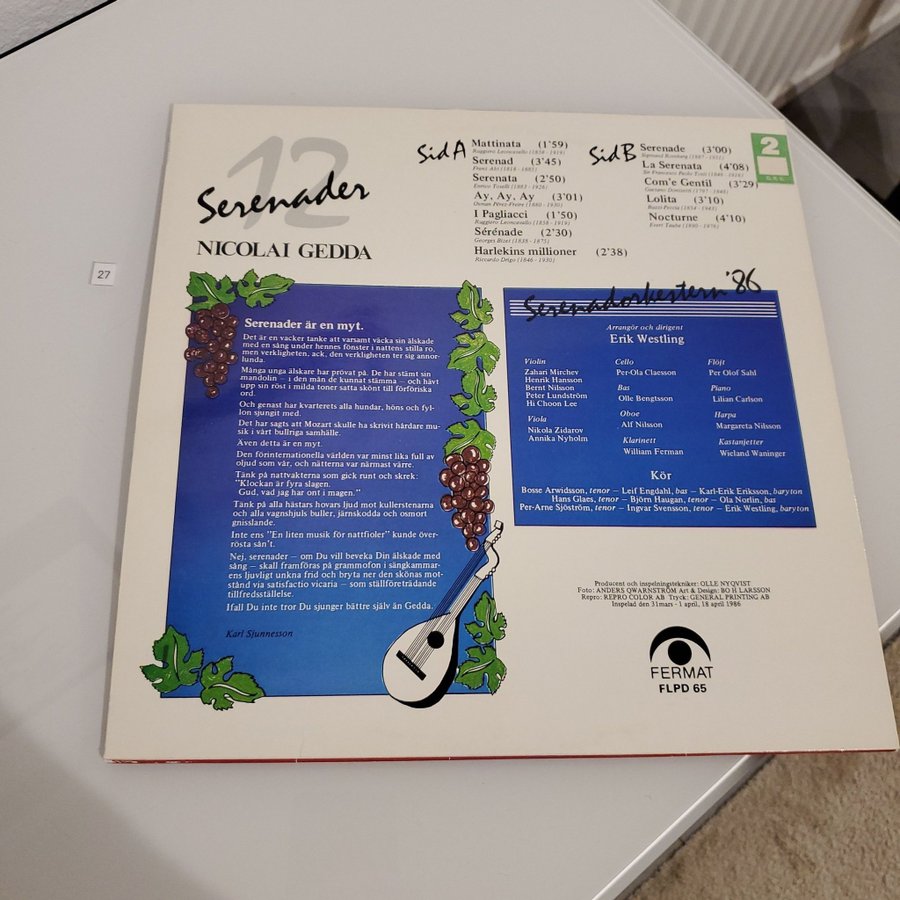 12
Serenader
NICOLAI GEDDA
27
Sid A
Mattinata (1'59)
Ruggiero Leoncavallo (1858 - 1919)
Serenad (3'45)
Franz Abt (1818 - 1885)
Serenata (2'50)
Enrico Toselli (1883 - 1926)
Ay, Ay, Ay (3'01)
Osman Pérez-Freire (1880 - 1930)
I Pagliacci (1'50)
Ruggiero Leoncavallo (1858 - 1919)
Sérénade (2'30)
Georges Bizet (1838 - 1875)
Harlekins millioner (2'38)
Riccardo Drigo (1846 - 1930)
Sid B
Serenade (3'00)
Sigmund Romberg (1887 - 1951)
La Serenata (4'08)
Sir Francesco Paolo Tosti (1846 - 1916)
Com'e Gentil (3'29)
Gaetano Donizetti (1797 - 1848)
Lolita (3'10)
Buzzi-Peccia (1854 - 1943)
Nocturne (4'10)
Evert Taube (1890 - 1976)
2
Serenader är en myt.
Det är en vacker tanke att varsamt väcka sin älskade
med en sång under hennes fönster i nattens stilla ro,
men verkligheten, ack, den verkligheten ter sig annor-
lunda.
Många unga älskare har prövat på. De har stämt sin
mandolin — i den mån de kunnat stämma — och hävt
upp sin röst i milda toner satta skönt till förföriska
ord.
Och genast har kvarterets alla hundar, höns och fyl-
lon sjungit med.
Det har sagts att Mozart skulle ha skrivit hårdare mu-
sik i vårt bullriga samhälle.
Även detta är en myt.
Den förinternationella världen var minst lika full av
oljud som vår, och nätterna var närmast värre.
Tänk på nattvakterna som gick runt och skrek:
"Klockan är fyra slagen.
Gud, vad jag har ont i magen."
Tänk på alla hästars hovars ljud mot kullerstenarna
och alla vagnshjuls buller, järnskodda och osmort
gnisslande.
Inte ens "En liten musik för nattfioler" kunde över-
rösta sån't.
Nej, serenader — om Du vill beveka Din älskade med
sång — skall framföras på grammofon i sängkammar-
ens ljuvligt unkna frid och bryta ner den skönas mot-
stånd via satisfactio vicaria — som ställföreträdande
tillfredsställelse.
Ifall Du inte tror Du sjunger bättre själv än Gedda.
Karl Sjunnesson
Serenadorkestern '86
Arrangör och dirigent
Erik Westling
Violin
Zahari Mirchev
Henrik Hansson
Bernt Nilsson
Peter Lundström
Hi Choon Lee
Viola
Nikola Zidarov
Annika Nyholm
Cello
Per-Ola Claesson
Bas
Olle Bengtsson
Oboe
Alf Nilsson
Klarinett
William Ferman
Flöjt
Per Olof Sahl
Piano
Lilian Carlson
Harpa
Margareta Nilsson
Kastanjetter
Wieland Waninger
Kör
Bosse Arwidsson, tenor — Leif Engdahl, bas — Karl-Erik Eriksson, baryton
Hans Glaes, tenor — Björn Haugan, tenor — Ola Norlin, bas
Per-Arne Sjöström, tenor — Ingvar Svensson, tenor — Erik Westling, baryton
Producent och inspelningstekniker: OLLE NYQVIST
Foto: ANDERS QWARNSTRÖM Art & Design: BO H LARSSON
Repro: REPRO COLOR AB Tryck: GENERAL PRINTING AB
Inspelad den 31mars - 1 april, 18 april 1986
FERMAT
FLPD 65